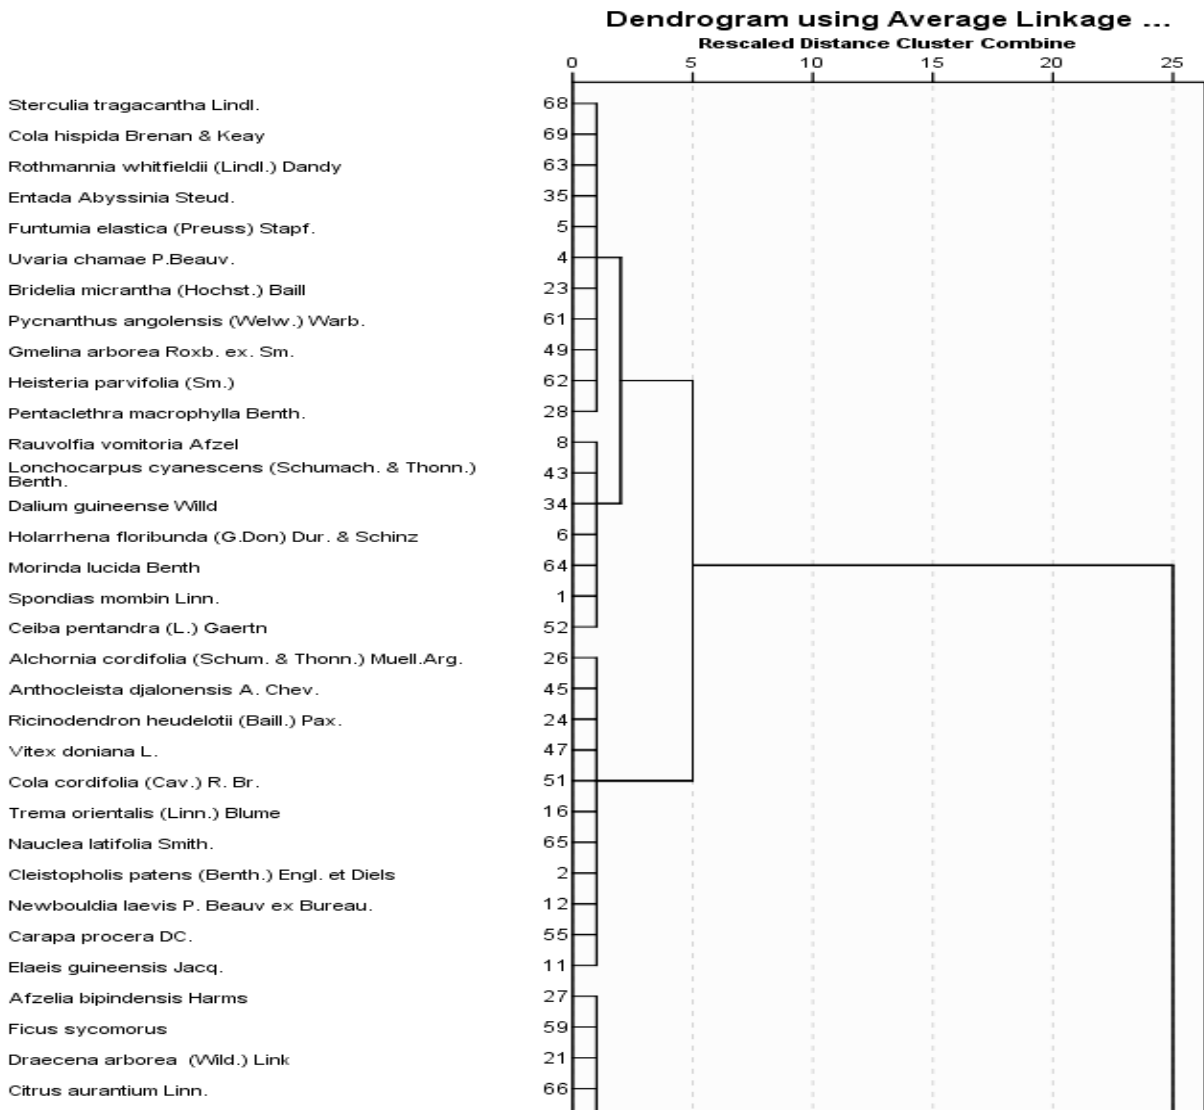 Dendrogram using Average Linkage ...
Rescaled Distance Cluster Combine
0 5 10 15 20 25
Sterculia tragacantha Lindl. 68
Cola hispida Brenan & Keay 69
Rothmannia whitfieldii (Lindl.) Dandy 63
Entada Abyssinia Steud. 35
Funtumia elastica (Preuss) Stapf. 5
Uvaria chamae P.Beauv. 4
Bridelia micrantha (Hochst.) Baill 23
Pycnanthus angolensis (Welw.) Warb. 61
Gmelina arborea Roxb. ex. Sm. 49
Heisteria parvifolia (Sm.) 62
Pentaclethra macrophylla Benth. 28
Rauvolfia vomitoria Afzel 8
Lonchocarpus cyanescens (Schumach. & Thonn.) 43
Benth.
Dalium guineense Willd 34
Holarrhena floribunda (G.Don) Dur. & Schinz 6
Morinda lucida Benth 64
Spondias mombin Linn. 1
Ceiba pentandra (L.) Gaertn 52
Alchornia cordifolia (Schum. & Thonn.) Muell.Arg. 26
Anthocleista djalonensis A. Chev. 45
Ricinodendron heudelotii (Baill.) Pax. 24
Vitex doniana L. 47
Cola cordifolia (Cav.) R. Br. 51
Trema orientalis (Linn.) Blume 16
Nauclea latifolia Smith. 65
Cleistopholis patens (Benth.) Engl. et Diels 2
Newbouldia laevis P. Beauv ex Bureau. 12
Carapa procera DC. 55
Elaeis guineensis Jacq. 11
Afzelia bipindensis Harms 27
Ficus sycomorus 59
Draecena arborea (Wild.) Link 21
Citrus aurantium Linn. 66